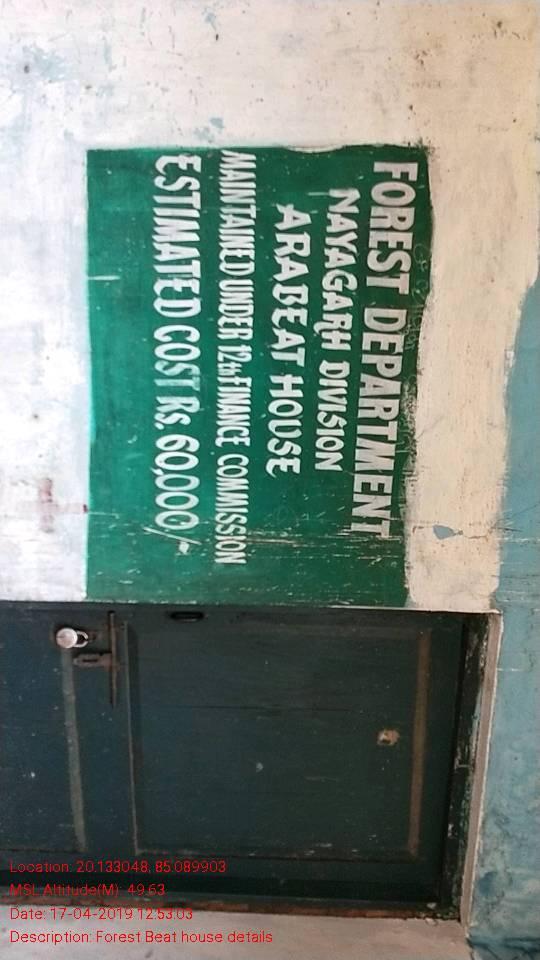 FOREST DEPARTMENT
NAYAGARH DIVISION
ARABEAT HOUSE
MAINTAINED UNDER 12th FINANCE COMMISSION
ESTIMATED COST Rs. 60,000/-
Location: 20.133048, 85.089903
MSL Altitude(M): 49.63
Date: 17-04-2019 12:53:03
Description: Forest Beat house details